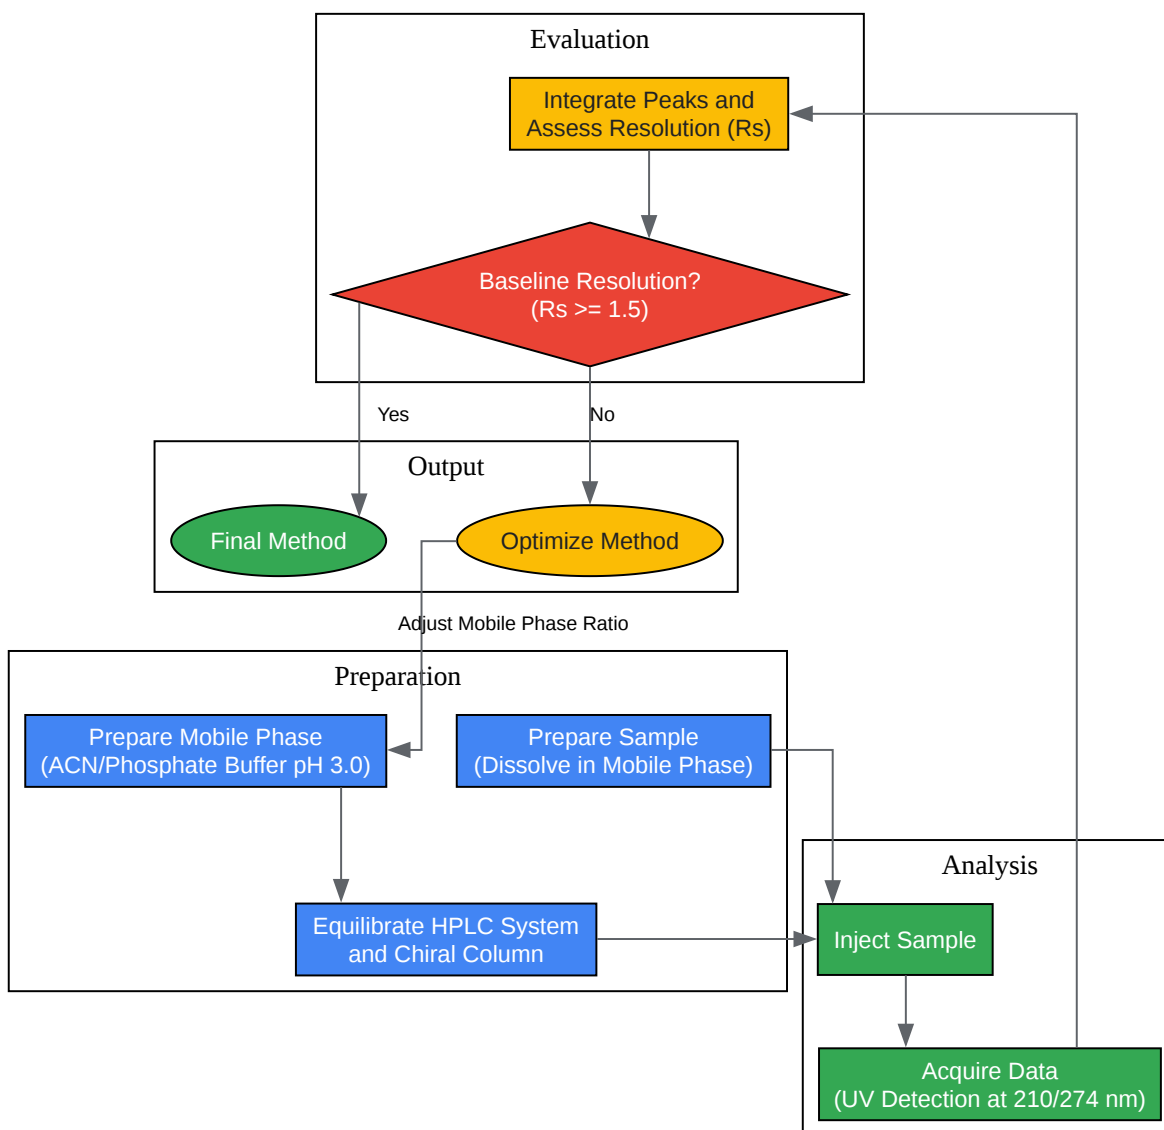 Evaluation
Integrate Peaks and
Assess Resolution (Rs)
Baseline Resolution?
(Rs >= 1.5)
Yes
No
Output
Final Method
Optimize Method
Adjust Mobile Phase Ratio
Preparation
Prepare Mobile Phase
(ACN/Phosphate Buffer pH 3.0)
Prepare Sample
(Dissolve in Mobile Phase)
Equilibrate HPLC System
and Chiral Column
Analysis
Inject Sample
Acquire Data
(UV Detection at 210/274 nm)